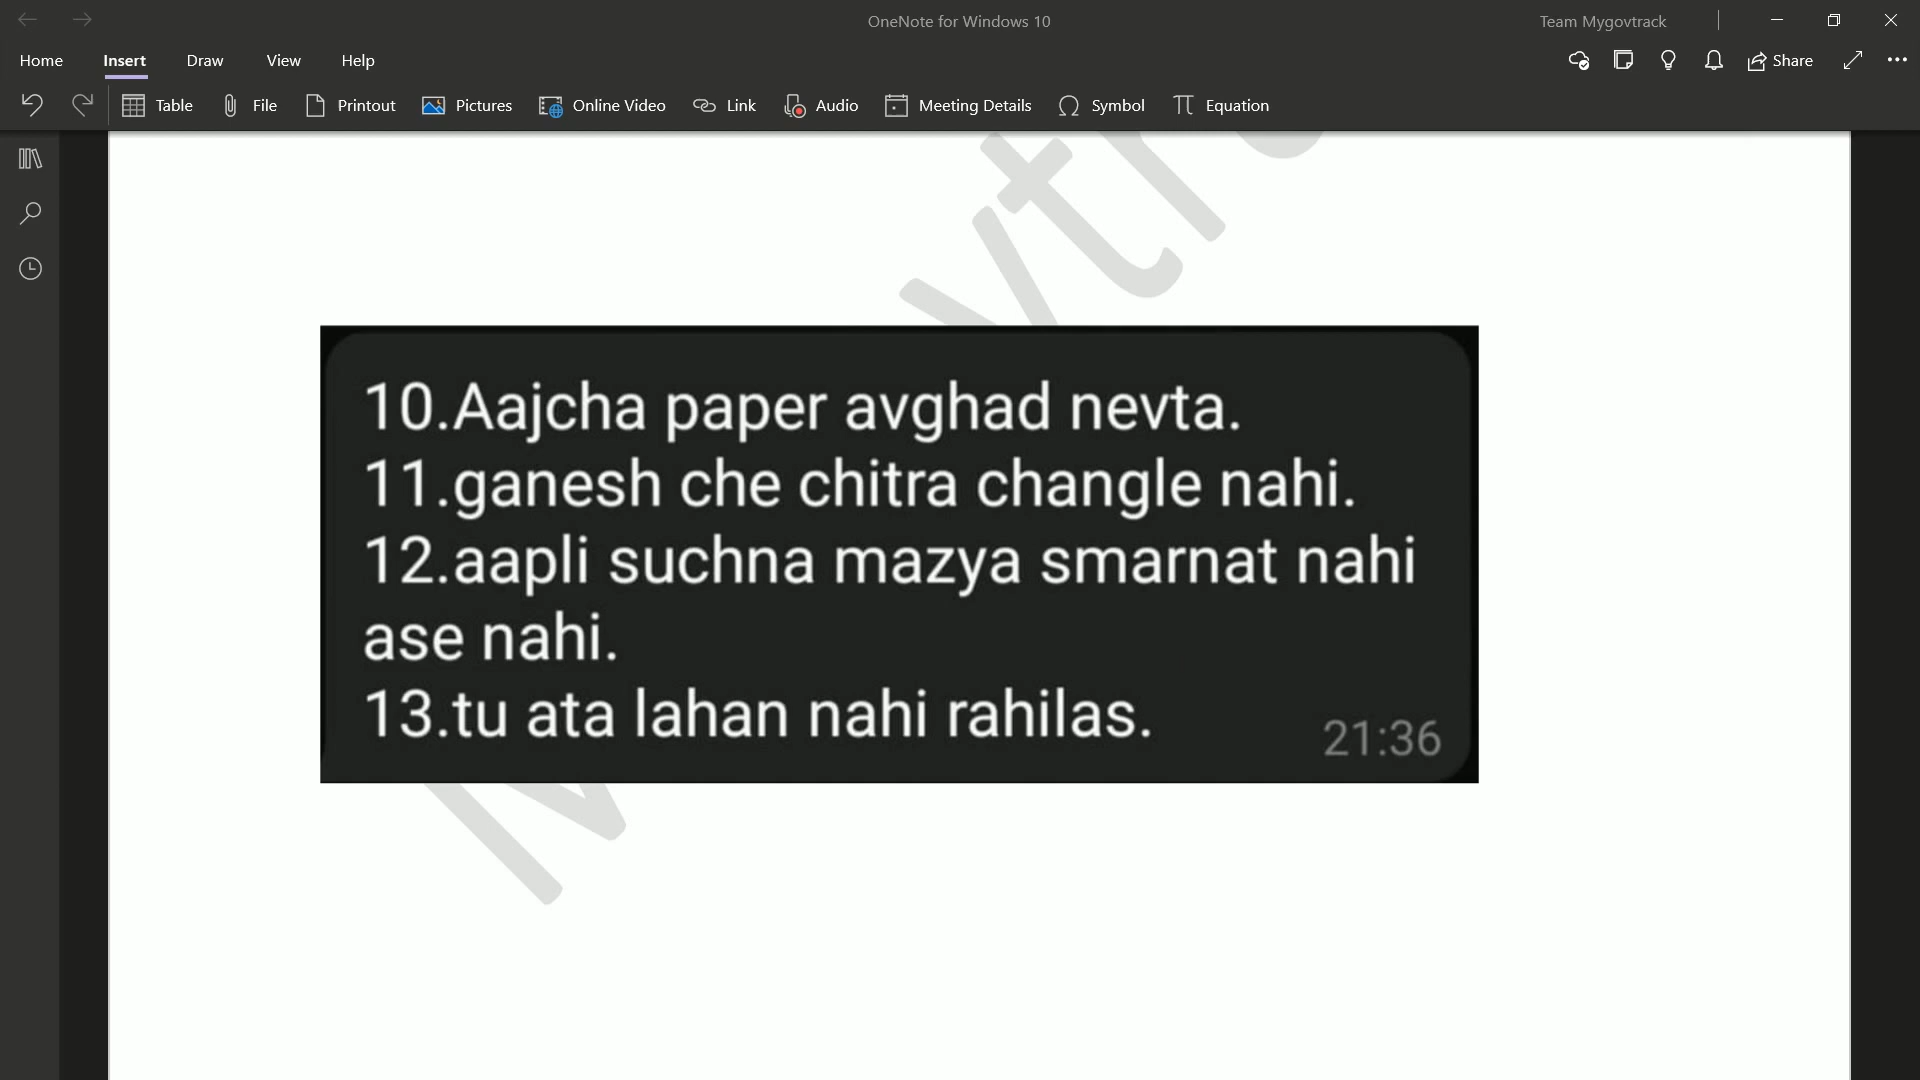 OneNote for Windows 10
Team Mygovtrack
Home Insert Draw View Help
Share
Table File Printout Pictures Online Video Link Audio Meeting Details Symbol Equation
10.Aajcha paper avghad nevta.
11.ganesh che chitra changle nahi.
12.aapli suchna mazya smarnat nahi
ase nahi.
13.tu ata lahan nahi rahilas.
21:36